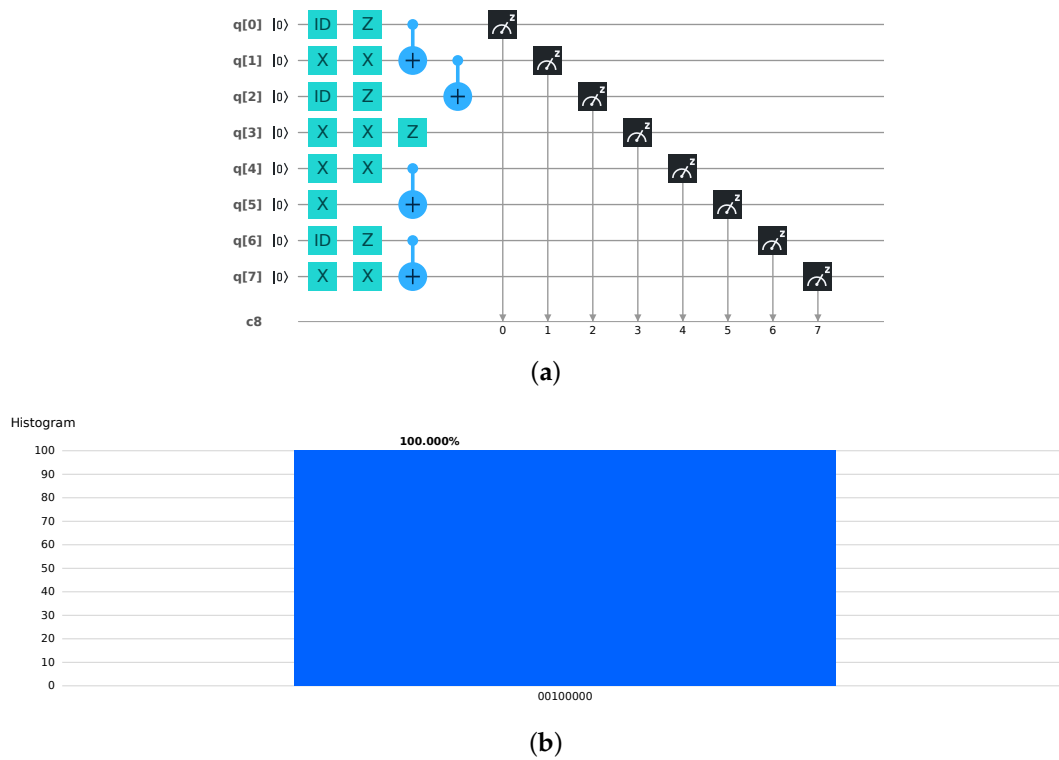 q[0] |0⟩ ID Z z
q[1] |0⟩ X X + z
q[2] |0⟩ ID Z + z
q[3] |0⟩ X X Z z
q[4] |0⟩ X X z
q[5] |0⟩ X + z
q[6] |0⟩ ID Z z
q[7] |0⟩ X X + z
c8
0 1 2 3 4 5 6 7
(a)
Histogram
100.000%
100
90
80
70
60
50
40
30
20
10
0
00100000
(b)